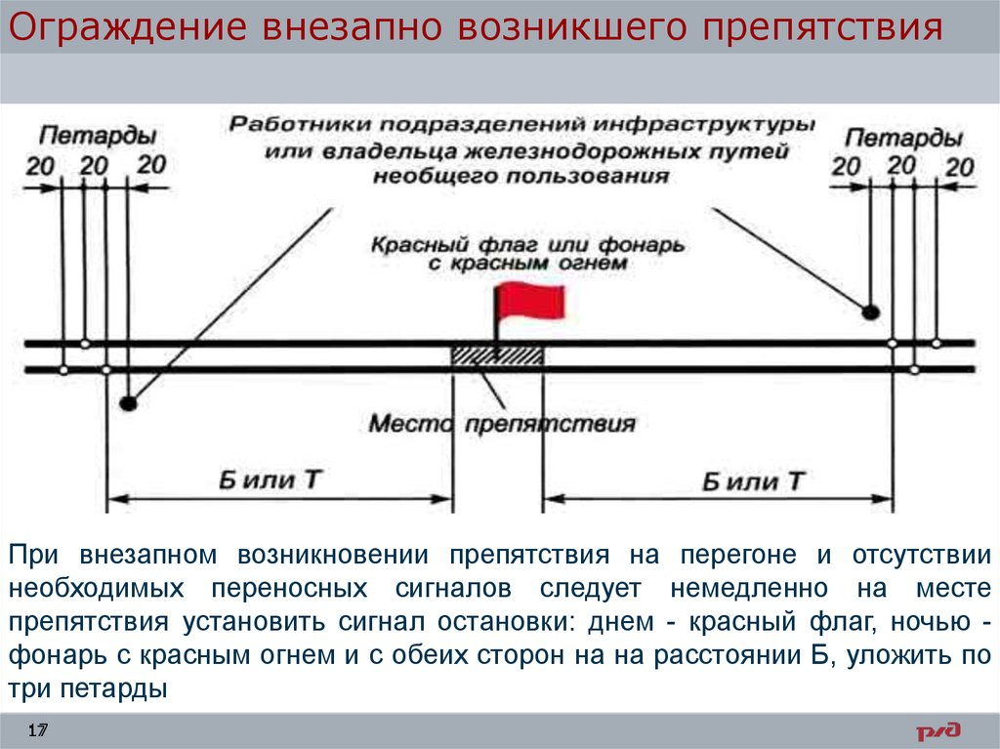 Ограждение внезапно возникшего препятствия
Петарды
20 20 20
Работники подразделений инфраструктуры
или владельца железнодорожных путей
необщего пользования
Петарды
20 20 20
Красный флаг или фонарь
с красным огнем
Место препятствия
Б или Т
Б или Т
При внезапном возникновении препятствия на перегоне и отсутствии
необходимых переносных сигналов следует немедленно на месте
препятствия установить сигнал остановки: днем - красный флаг, ночью -
фонарь с красным огнем и с обеих сторон на на расстоянии Б, уложить по
три петарды
17
ржд